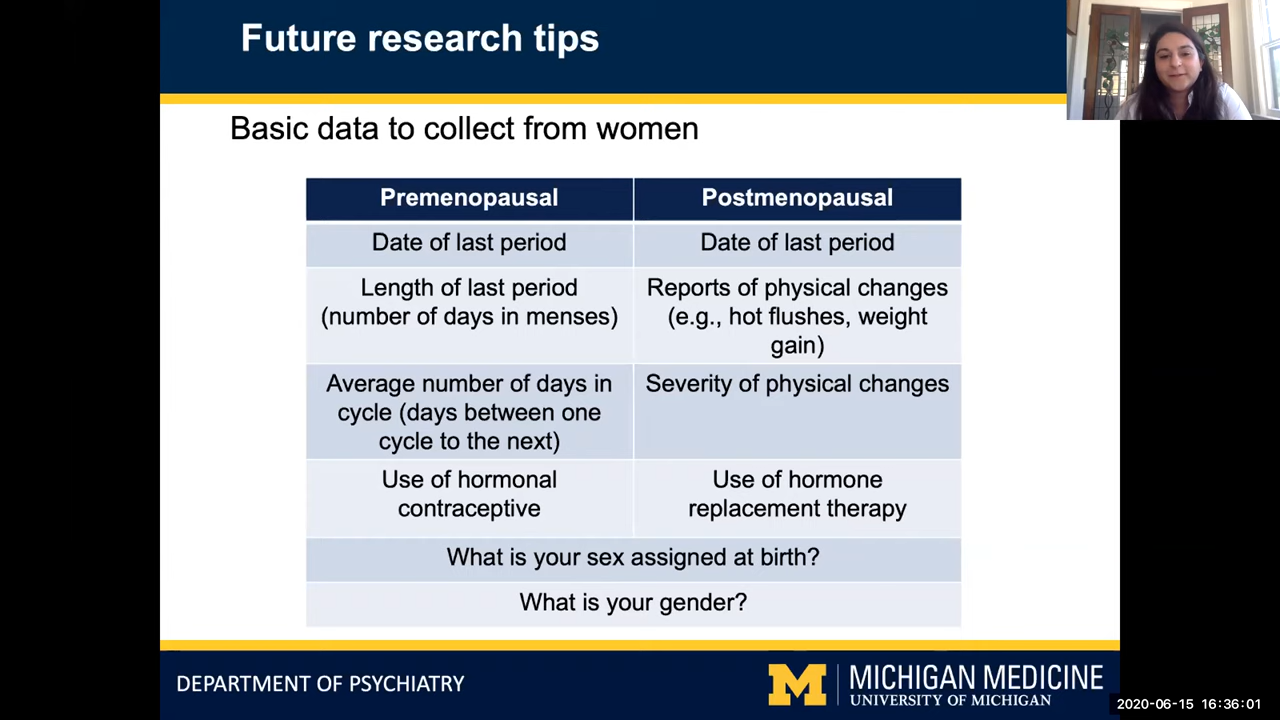 Future research tips
Basic data to collect from women
Premenopausal
Postmenopausal
Date of last period
Date of last period
Length of last period
(number of days in menses)
Reports of physical changes
(e.g., hot flushes, weight
gain)
Average number of days in
cycle (days between one
cycle to the next)
Severity of physical changes
Use of hormonal
contraceptive
Use of hormone
replacement therapy
What is your sex assigned at birth?
What is your gender?
DEPARTMENT OF PSYCHIATRY
M
MICHIGAN MEDICINE
UNIVERSITY OF MICHIGAN
2020-06-15 16:36:01